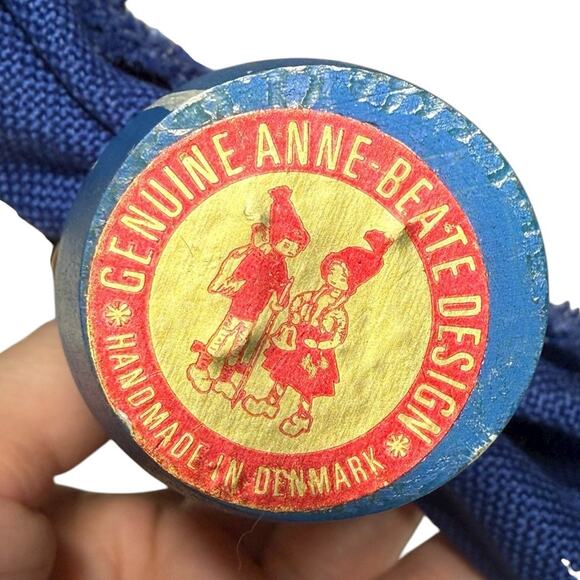 GENUINE ANNE-BEATE DESIGN
* HANDMADE IN DENMARK *